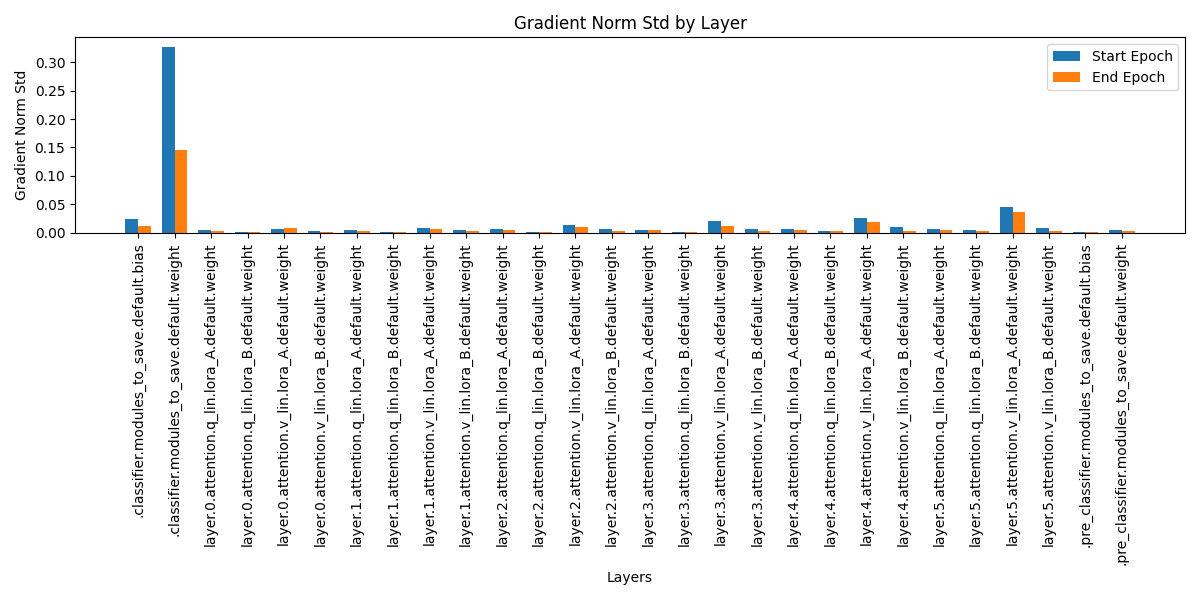 Gradient Norm Std by Layer
Gradient Norm Std
0.30
0.25
0.20
0.15
0.10
0.05
0.00
Start Epoch
End Epoch
.classifier.modules_to_save.default.bias
.classifier.modules_to_save.default.weight
layer.0.attention.q_lin.lora_A.default.weight
layer.0.attention.q_lin.lora_B.default.weight
layer.0.attention.v_lin.lora_A.default.weight
layer.0.attention.v_lin.lora_B.default.weight
layer.1.attention.q_lin.lora_A.default.weight
layer.1.attention.q_lin.lora_B.default.weight
layer.1.attention.v_lin.lora_A.default.weight
layer.1.attention.v_lin.lora_B.default.weight
layer.2.attention.q_lin.lora_A.default.weight
layer.2.attention.q_lin.lora_B.default.weight
layer.2.attention.v_lin.lora_A.default.weight
layer.2.attention.v_lin.lora_B.default.weight
layer.3.attention.q_lin.lora_A.default.weight
layer.3.attention.q_lin.lora_B.default.weight
layer.3.attention.v_lin.lora_A.default.weight
layer.3.attention.v_lin.lora_B.default.weight
layer.4.attention.q_lin.lora_A.default.weight
layer.4.attention.q_lin.lora_B.default.weight
layer.4.attention.v_lin.lora_A.default.weight
layer.4.attention.v_lin.lora_B.default.weight
layer.5.attention.q_lin.lora_A.default.weight
layer.5.attention.q_lin.lora_B.default.weight
layer.5.attention.v_lin.lora_A.default.weight
layer.5.attention.v_lin.lora_B.default.weight
.pre_classifier.modules_to_save.default.bias
.pre_classifier.modules_to_save.default.weight
Layers